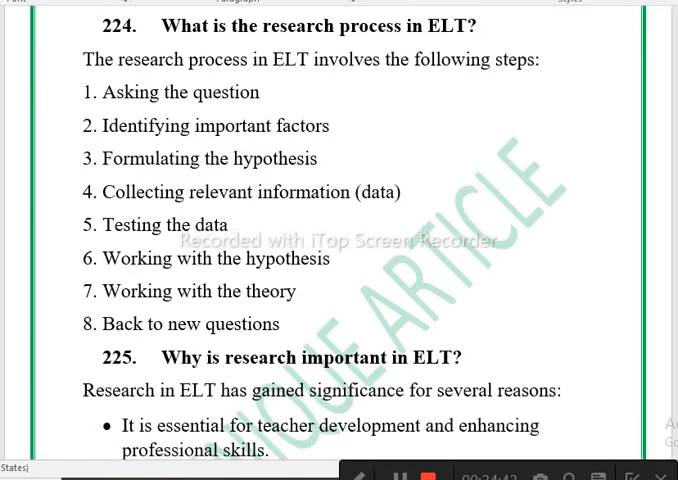 224. What is the research process in ELT?
The research process in ELT involves the following steps:
1. Asking the question
2. Identifying important factors
3. Formulating the hypothesis
4. Collecting relevant information (data)
5. Testing the data
Recorded with iTop Screen Recorder
6. Working with the hypothesis
7. Working with the theory
8. Back to new questions
225. Why is research important in ELT?
Research in ELT has gained significance for several reasons:
• It is essential for teacher development and enhancing
professional skills.
NIQUE ARTICLE
States)